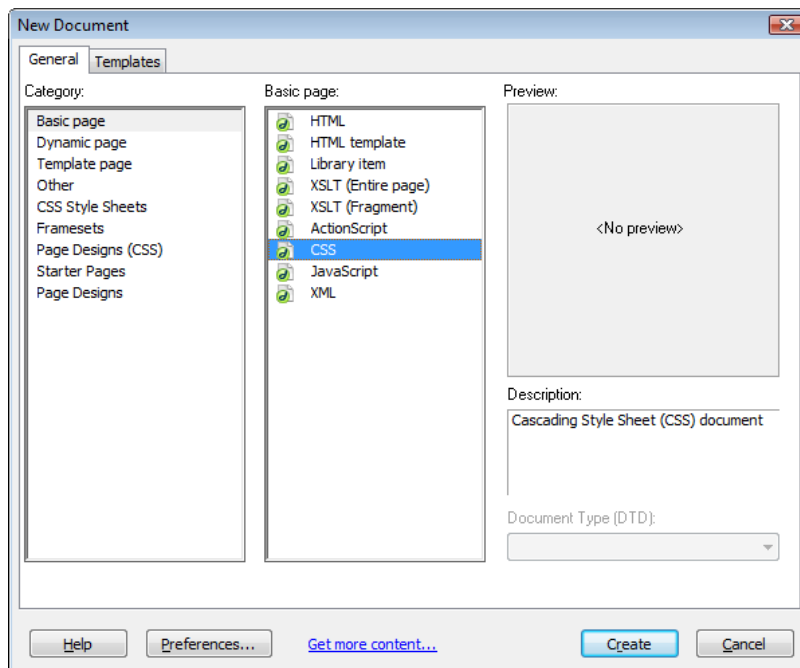 New Document
General
Templates
Category:
Basic page
Dynamic page
Template page
Other
CSS Style Sheets
Framesets
Page Designs (CSS)
Starter Pages
Page Designs
Basic page:
HTML
HTML template
Library item
XSLT (Entire page)
XSLT (Fragment)
ActionScript
CSS
JavaScript
XML
Preview:
<No preview>
Description:
Cascading Style Sheet (CSS) document
Document Type (DTD):
Help
Preferences...
Get more content...
Create
Cancel